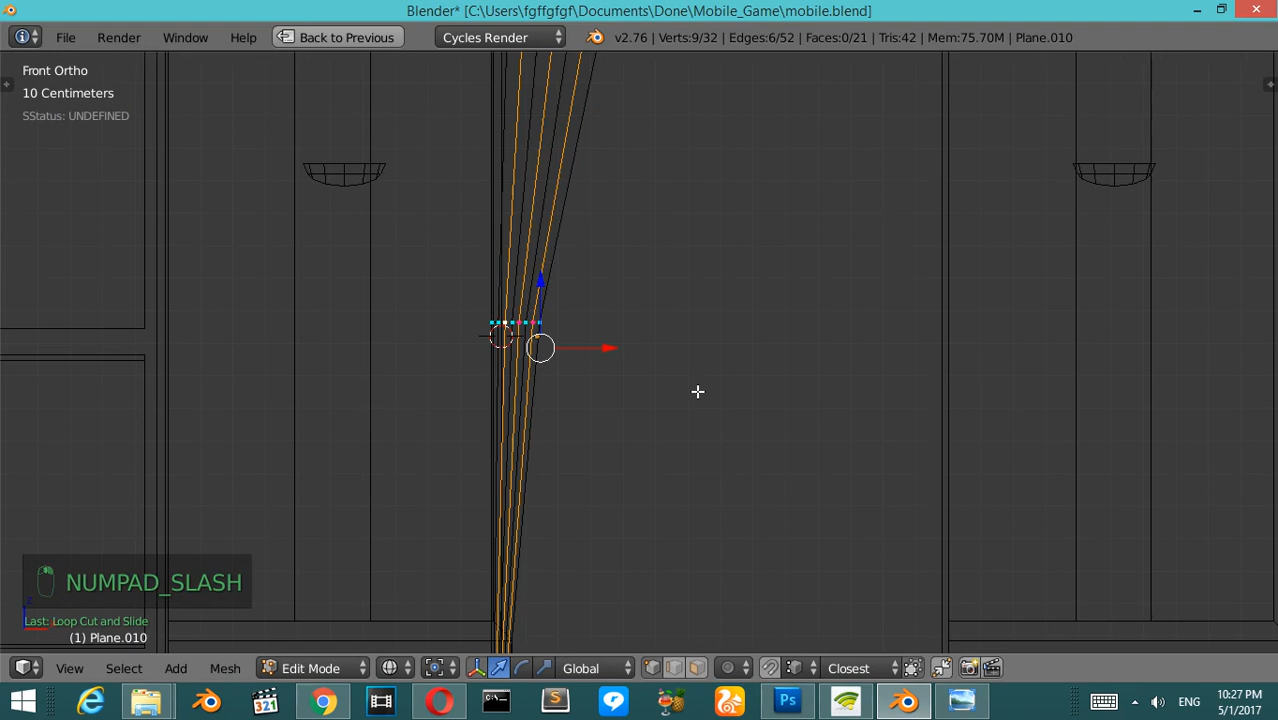 Blender* [C:\Users\fgffgfgf\Documents\Done\Mobile_Game\mobile.blend]
File Render Window Help Back to Previous Cycles Render v2.76 | Verts:9/32 | Edges:6/52 | Faces:0/21 | Tris:42 | Mem:75.70M | Plane.010
Front Ortho
10 Centimeters
SStatus: UNDEFINED
NUMPAD_SLASH
Last: Loop Cut and Slide
(1) Plane.010
View Select Add Mesh Edit Mode Global Closest
321 S Ps ENG 10:27 PM
5/1/2017